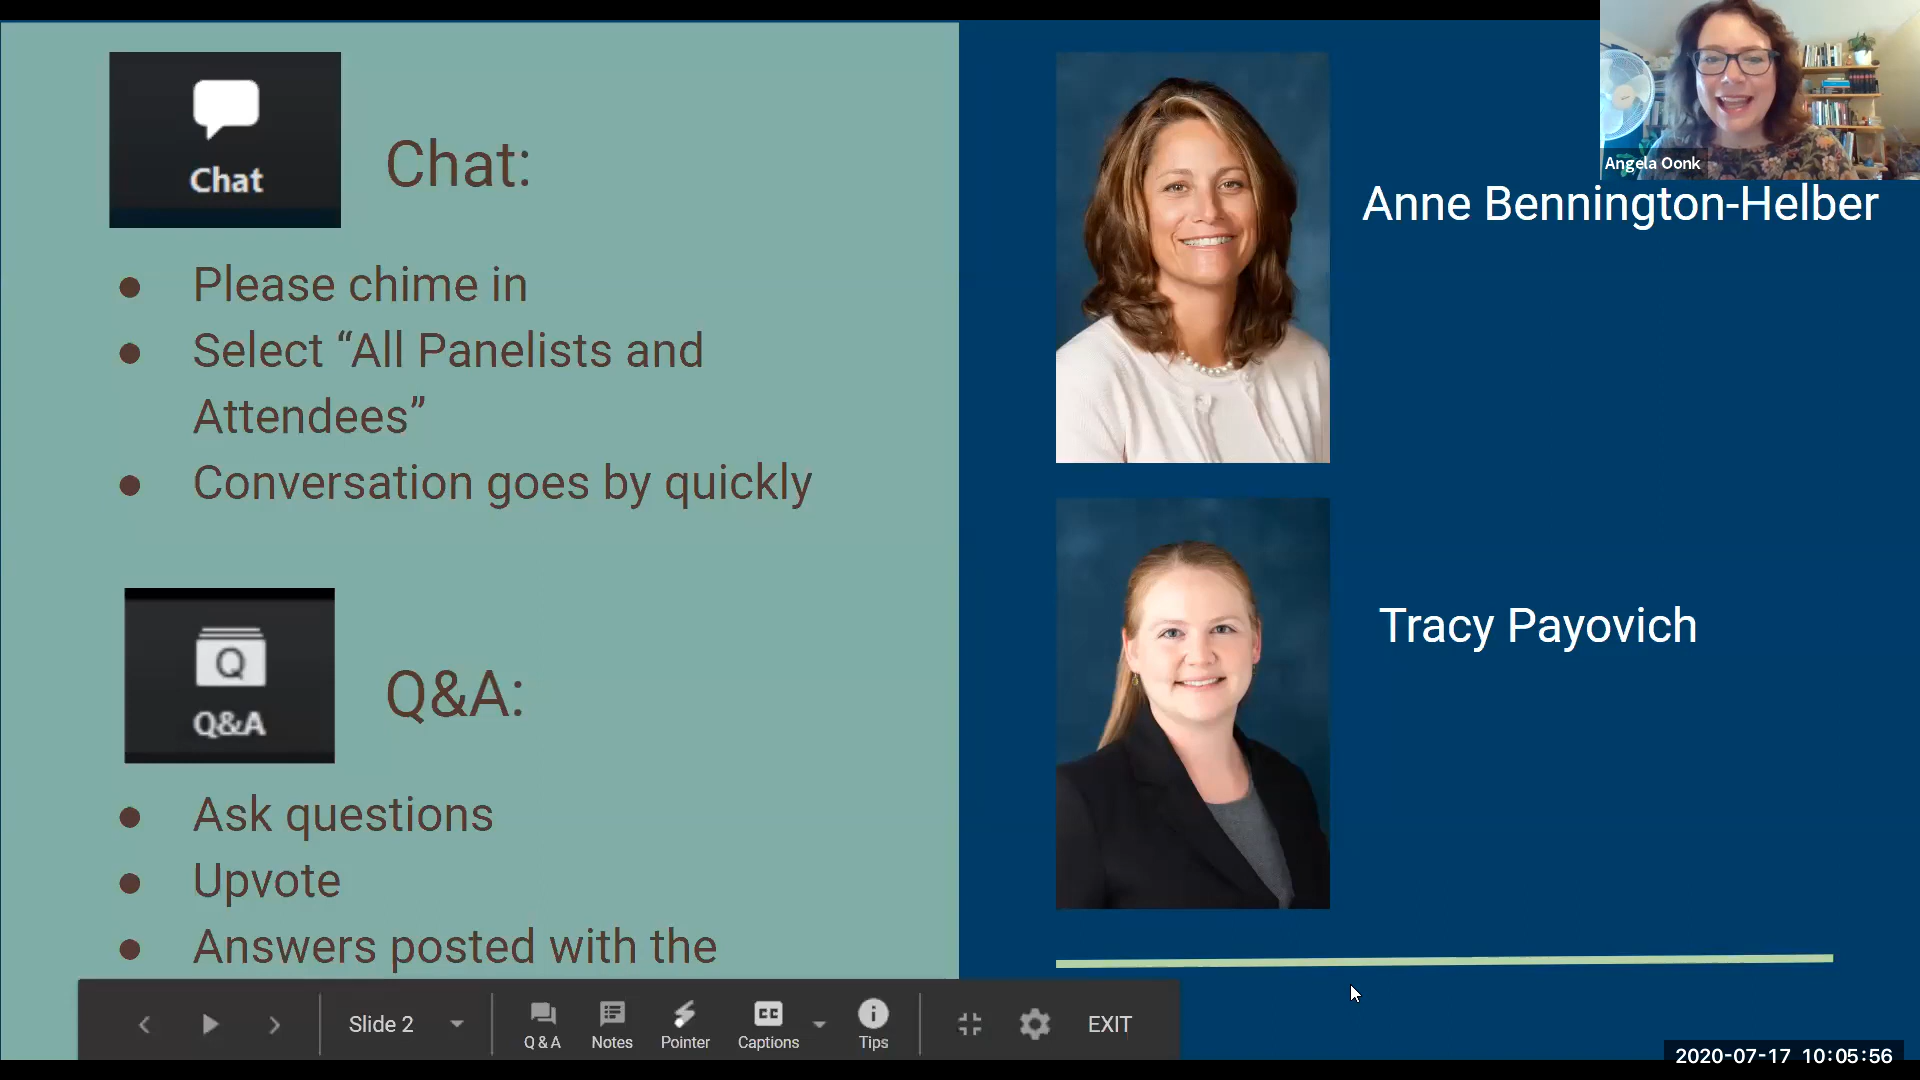 Chat
Chat:
Please chime in
Select “All Panelists and
Attendees”
Conversation goes by quickly
Q
Q&A
Q&A:
Ask questions
Upvote
Answers posted with the
Angela Oonk
Anne Bennington-Helber
Tracy Payovich
Slide 2
Q & A
Notes
Pointer
CC
Captions
Tips
EXIT
2020-07-17 10:05:56